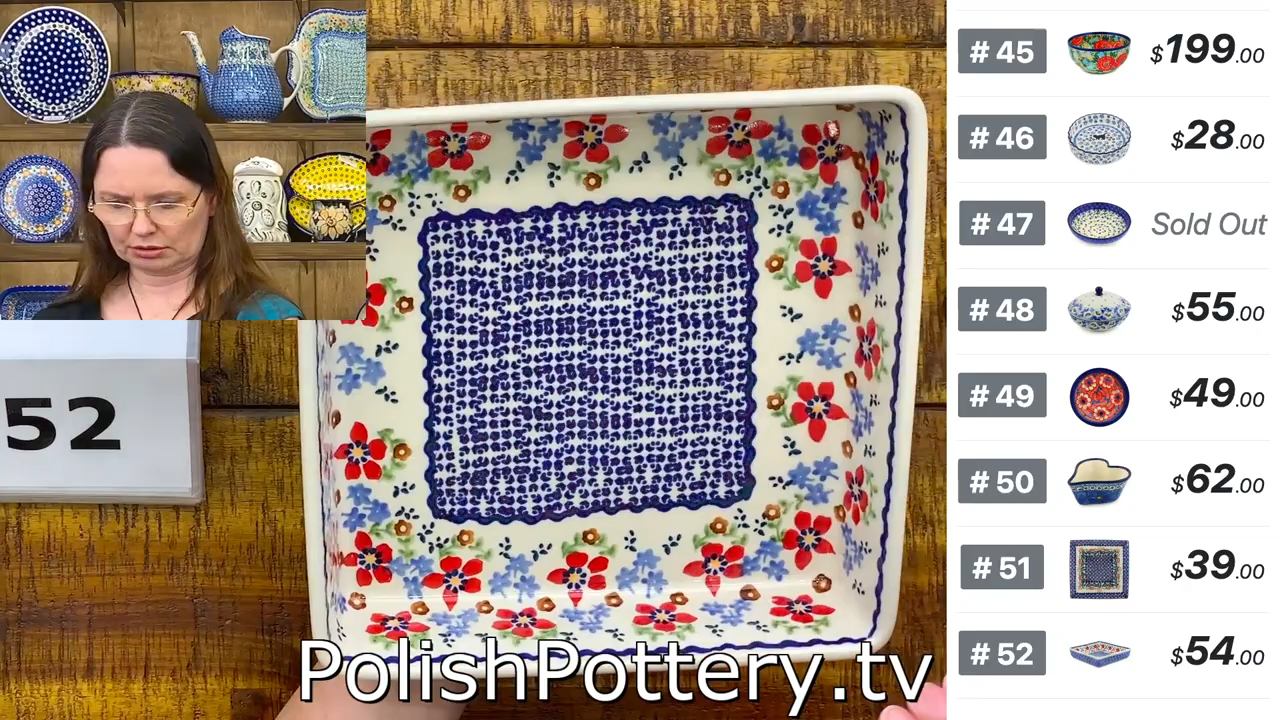 52
PolishPottery.tv
# 45 $199.00
# 46 $28.00
# 47 Sold Out
# 48 $55.00
# 49 $49.00
# 50 $62.00
# 51 $39.00
# 52 $54.00